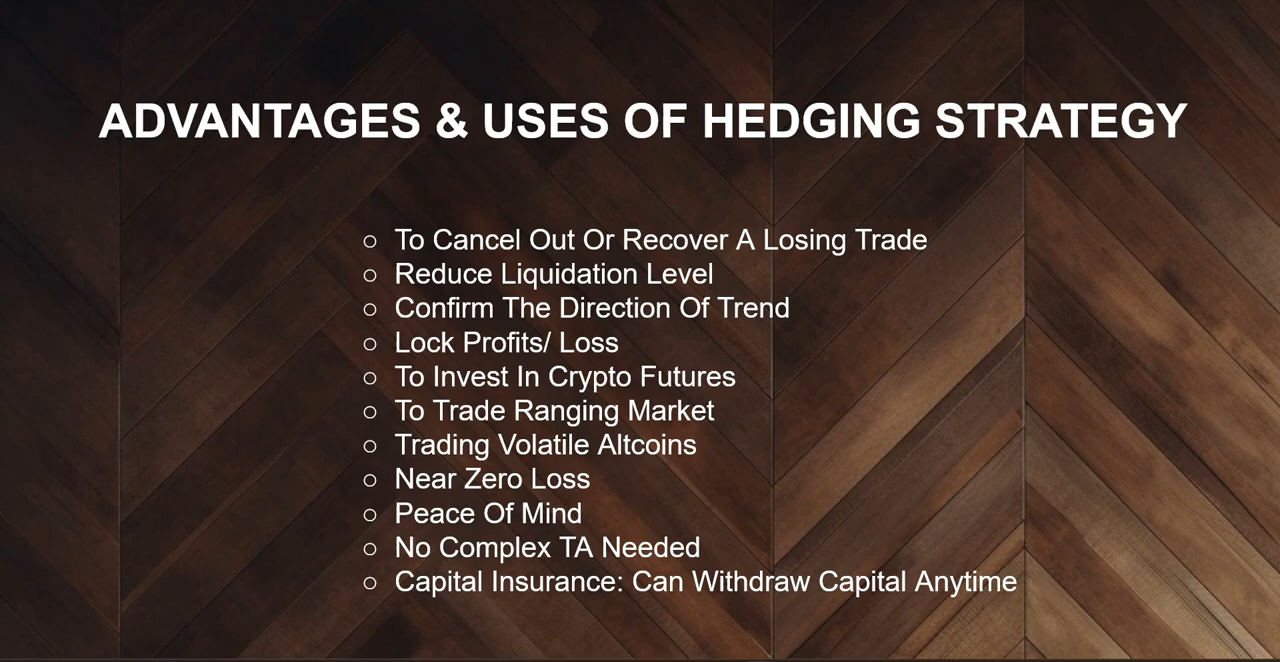 ADVANTAGES & USES OF HEDGING STRATEGY
○ To Cancel Out Or Recover A Losing Trade
○ Reduce Liquidation Level
○ Confirm The Direction Of Trend
○ Lock Profits/ Loss
○ To Invest In Crypto Futures
○ To Trade Ranging Market
○ Trading Volatile Altcoins
○ Near Zero Loss
○ Peace Of Mind
○ No Complex TA Needed
○ Capital Insurance: Can Withdraw Capital Anytime